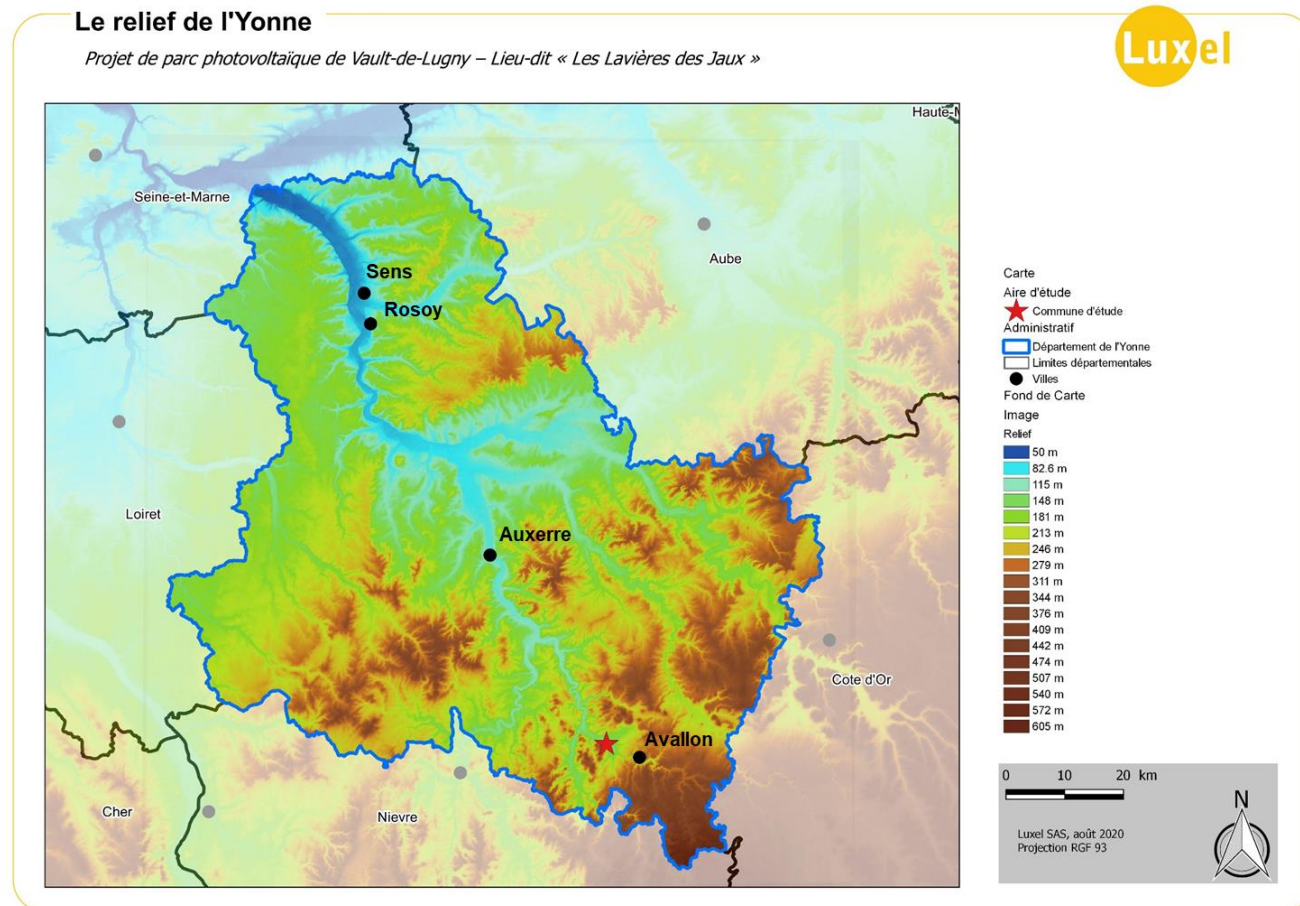 Le relief de l'Yonne
Projet de parc photovoltaïque de Vault-de-Lugny – Lieu-dit « Les Lavières des Jaux »
Luxel
Haute-M
Seine-et-Marne
Aube
Sens
Rosoy
Loiret
Auxerre
Cote d'Or
Avallon
Cher
Nievre
Carte
Aire d'étude
Commune d'étude
Administratif
Département de l'Yonne
Limites départementales
Villes
Fond de Carte
Image
Relief
50 m
82.6 m
115 m
148 m
181 m
213 m
246 m
279 m
311 m
344 m
376 m
409 m
442 m
474 m
507 m
540 m
572 m
605 m
0 10 20 km
N
Luxel SAS, août 2020
Projection RGF 93